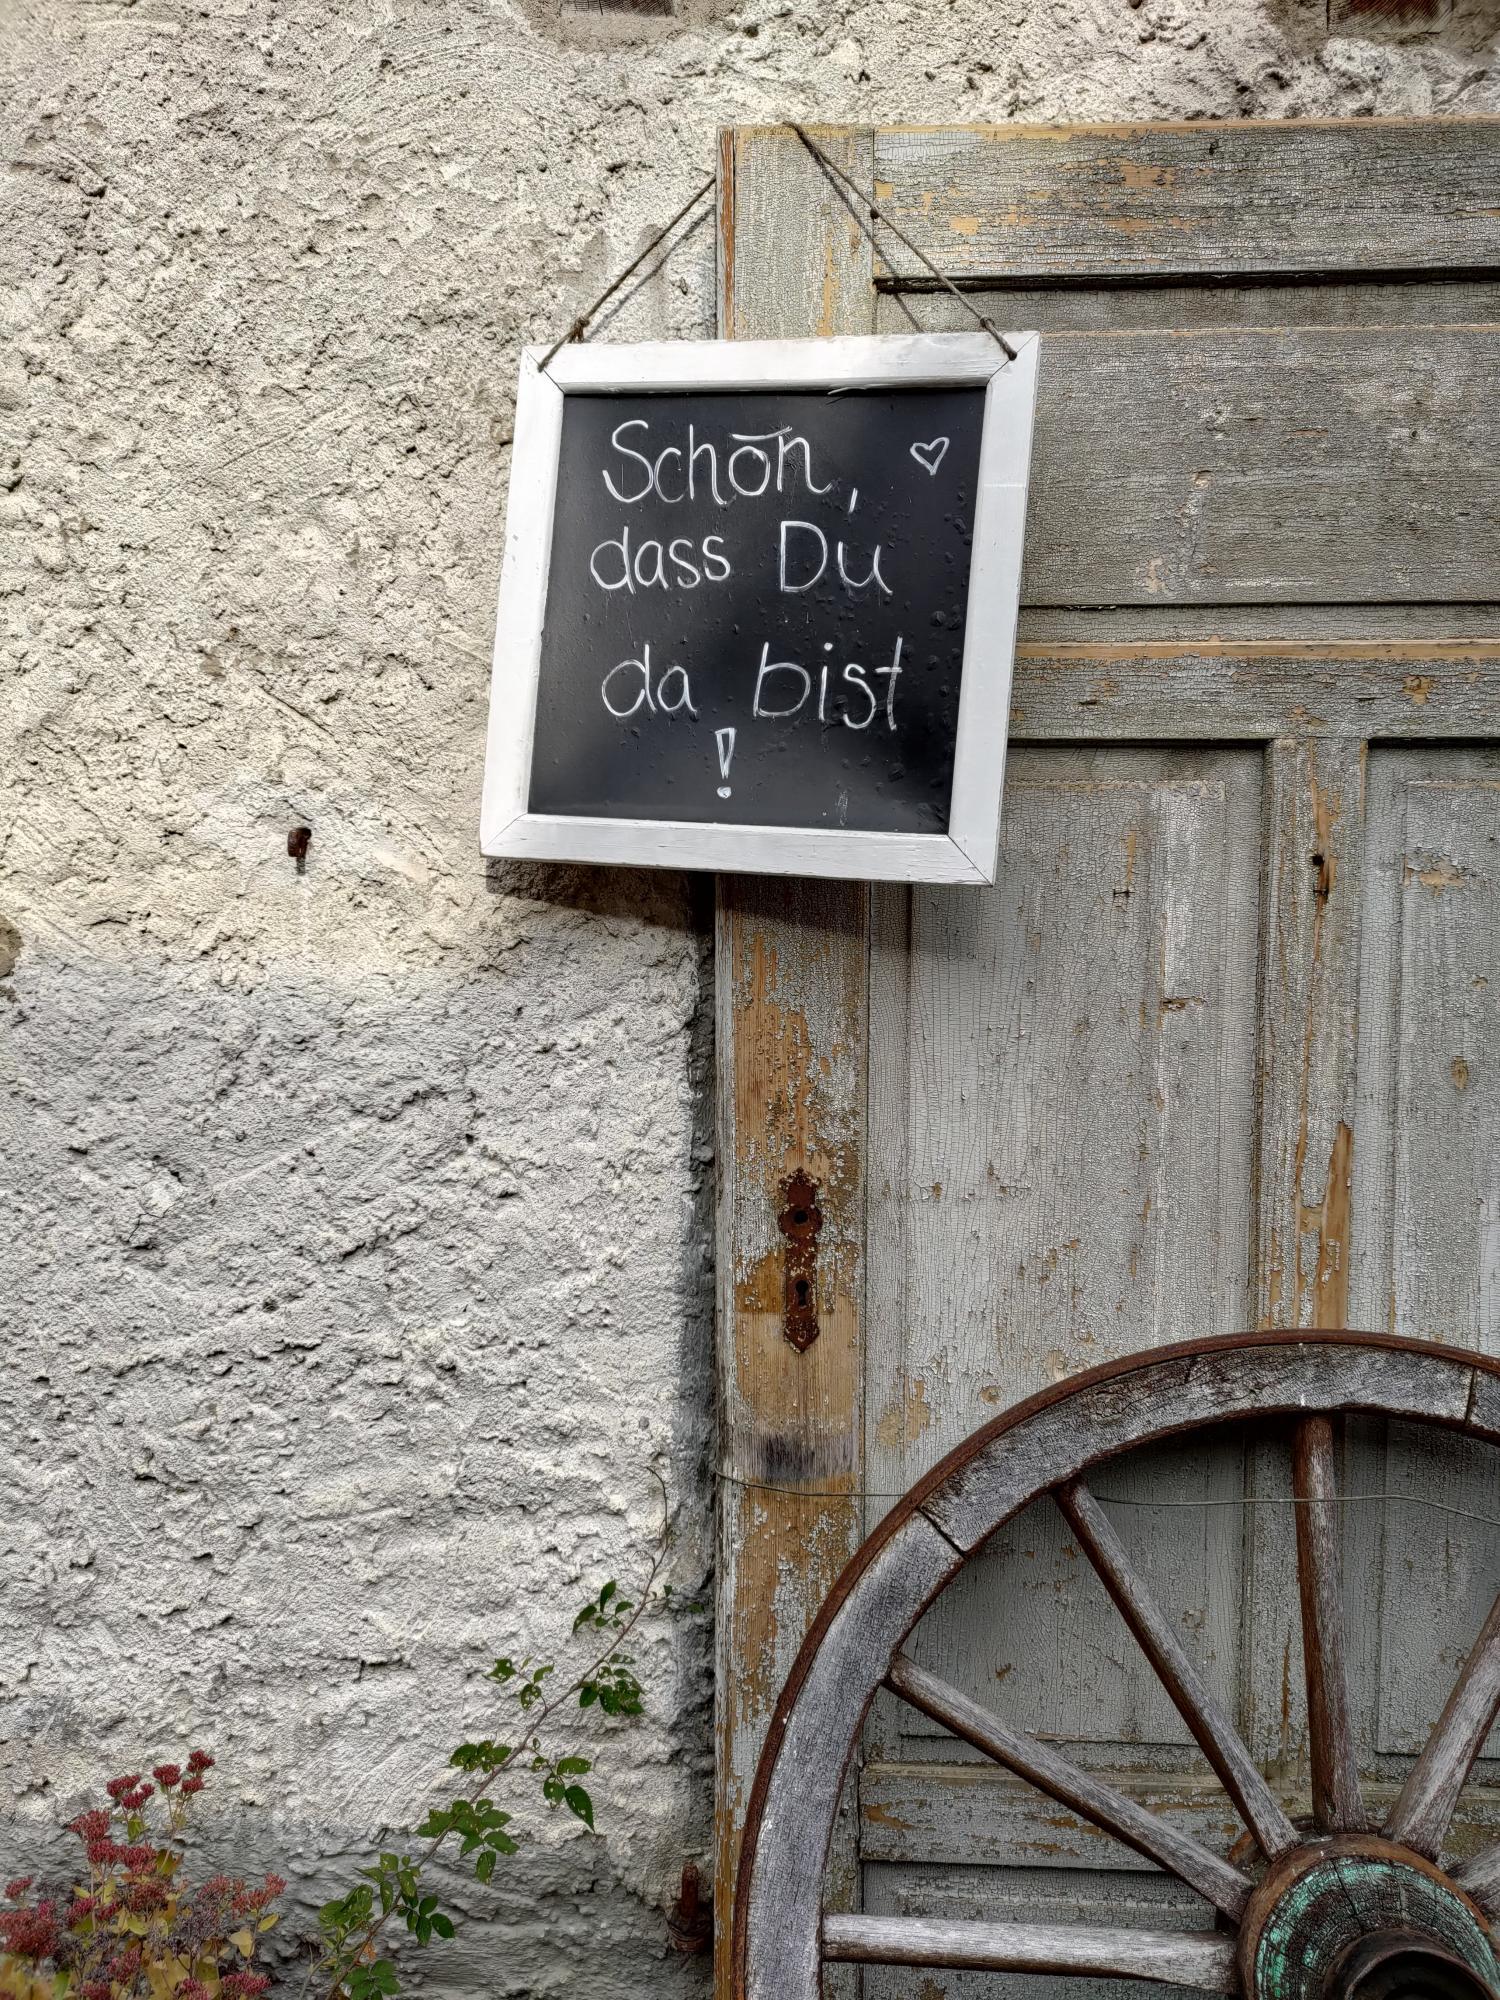 Schön, ♡
dass Du
da bist
!